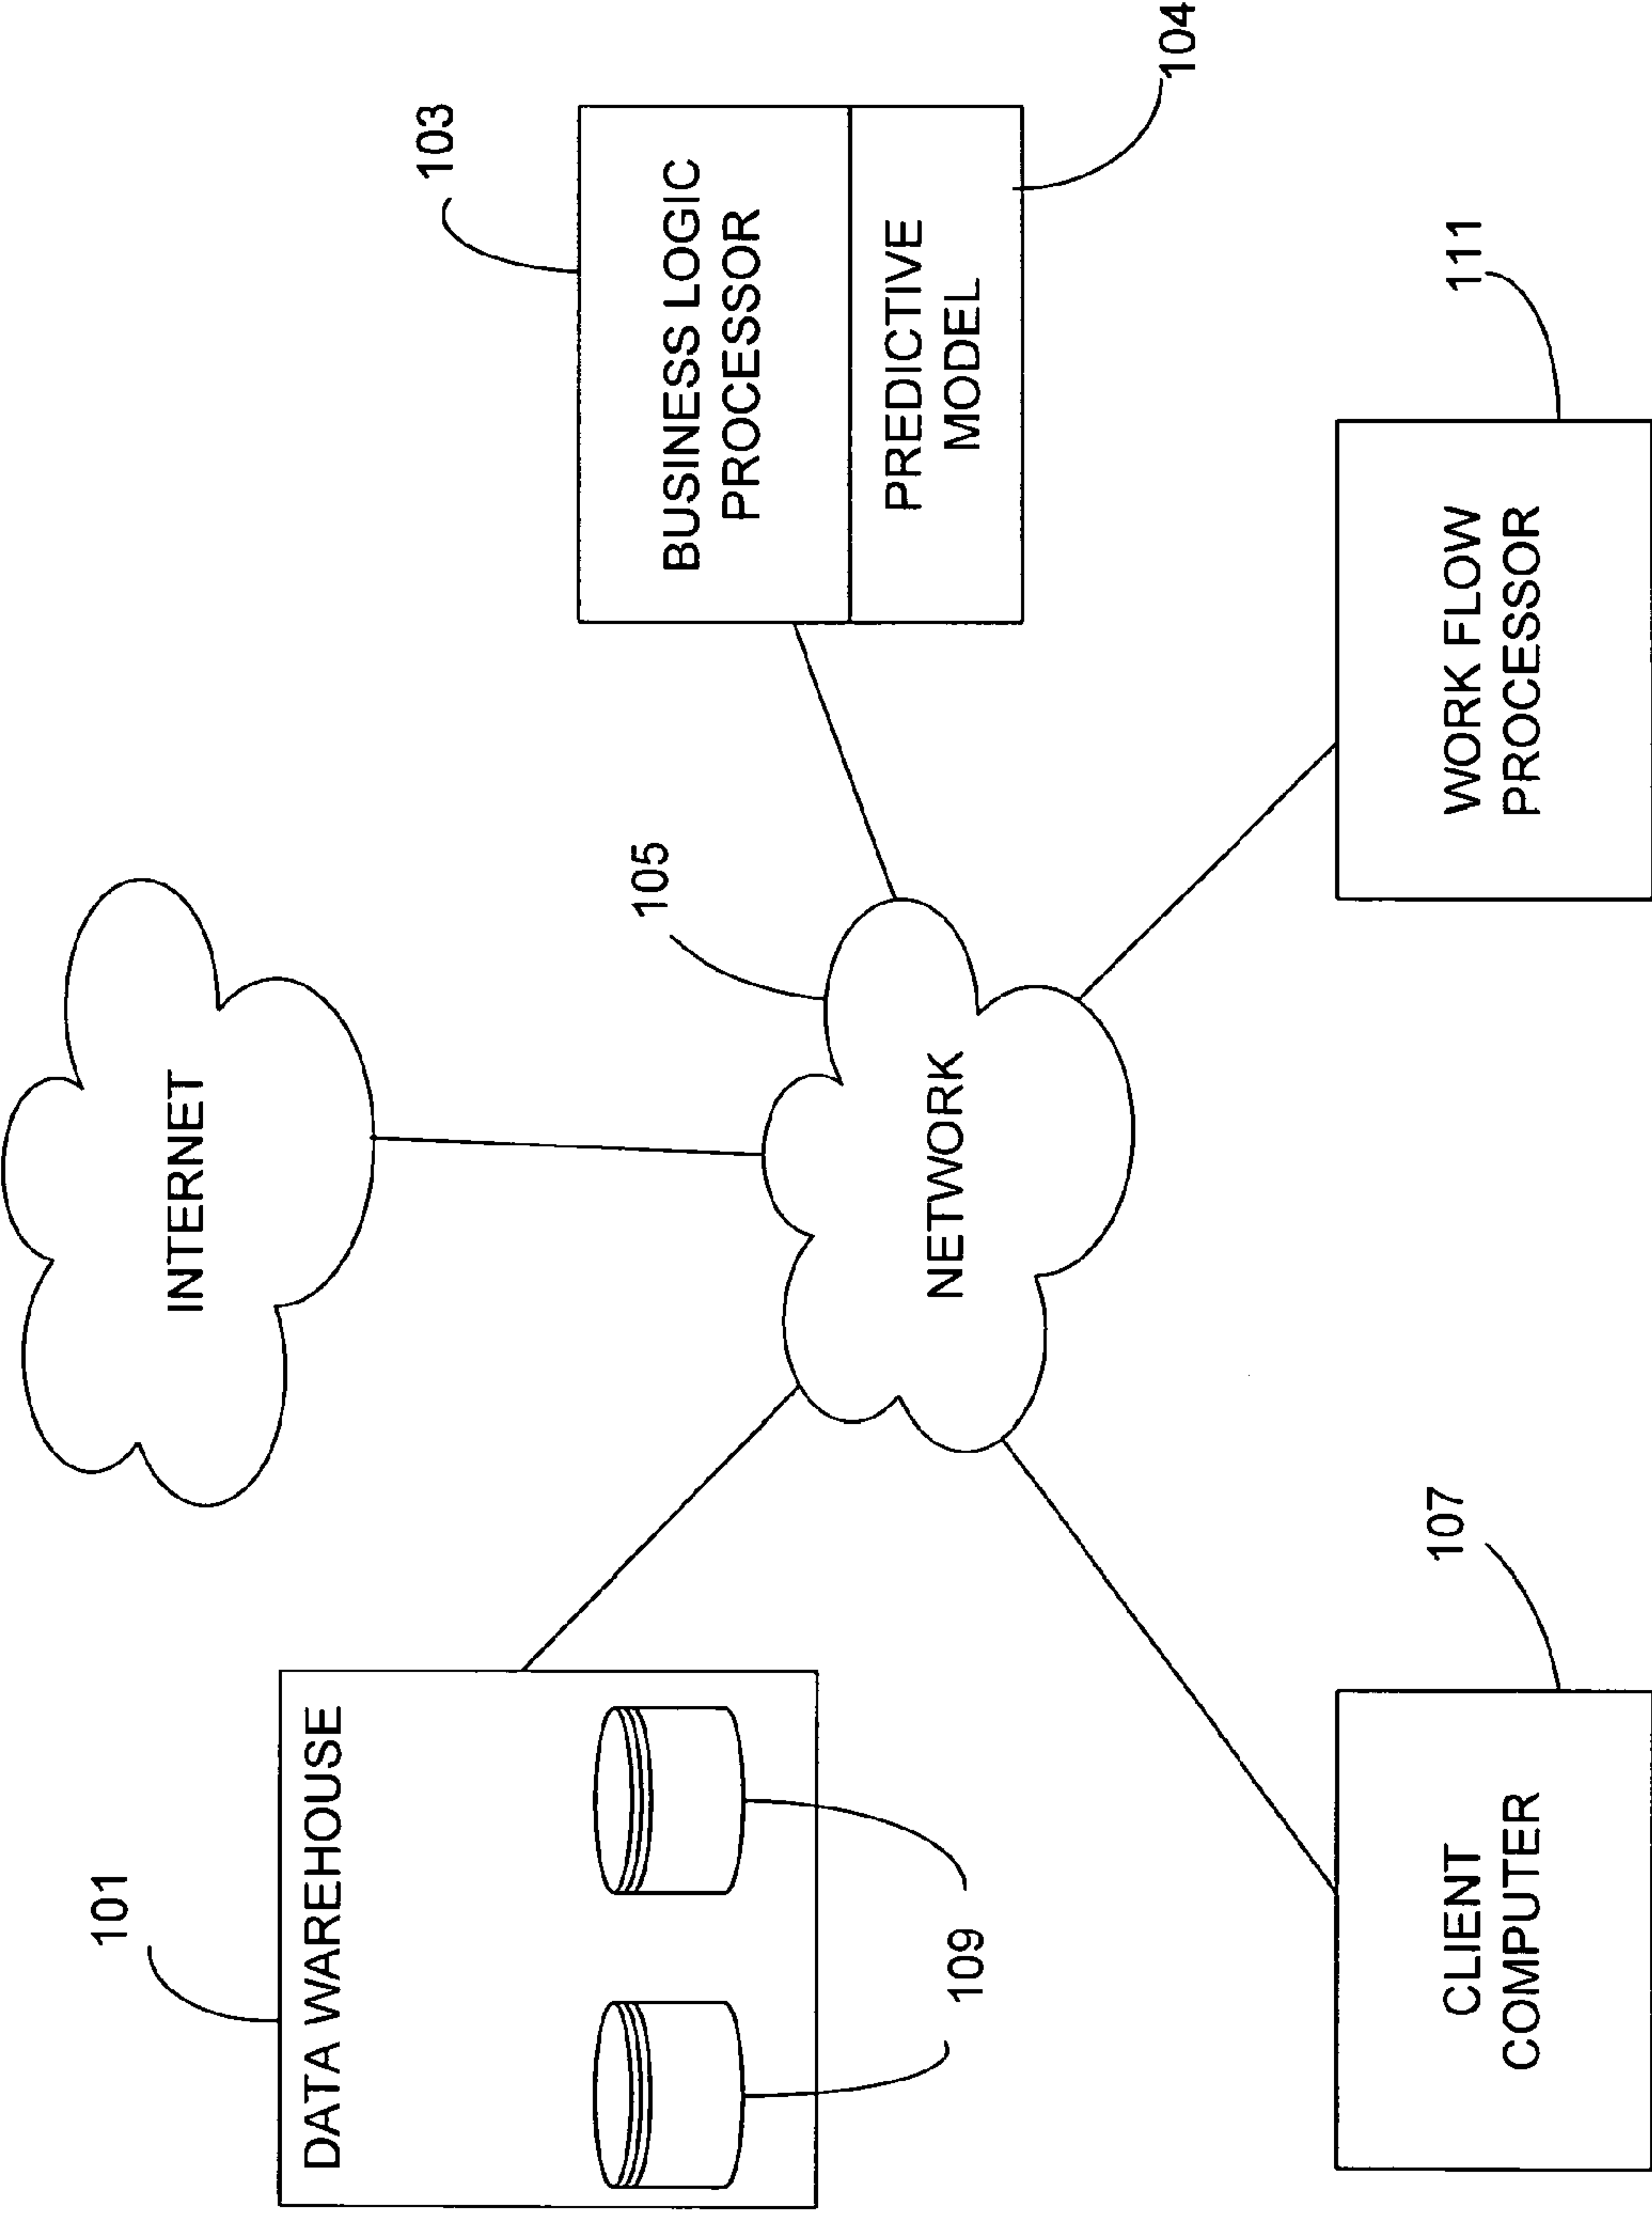 INTERNET
101
DATA WAREHOUSE
109
103
BUSINESS LOGIC
PROCESSOR
PREDICTIVE
MODEL
104
105
NETWORK
107
CLIENT
COMPUTER
111
WORK FLOW
PROCESSOR